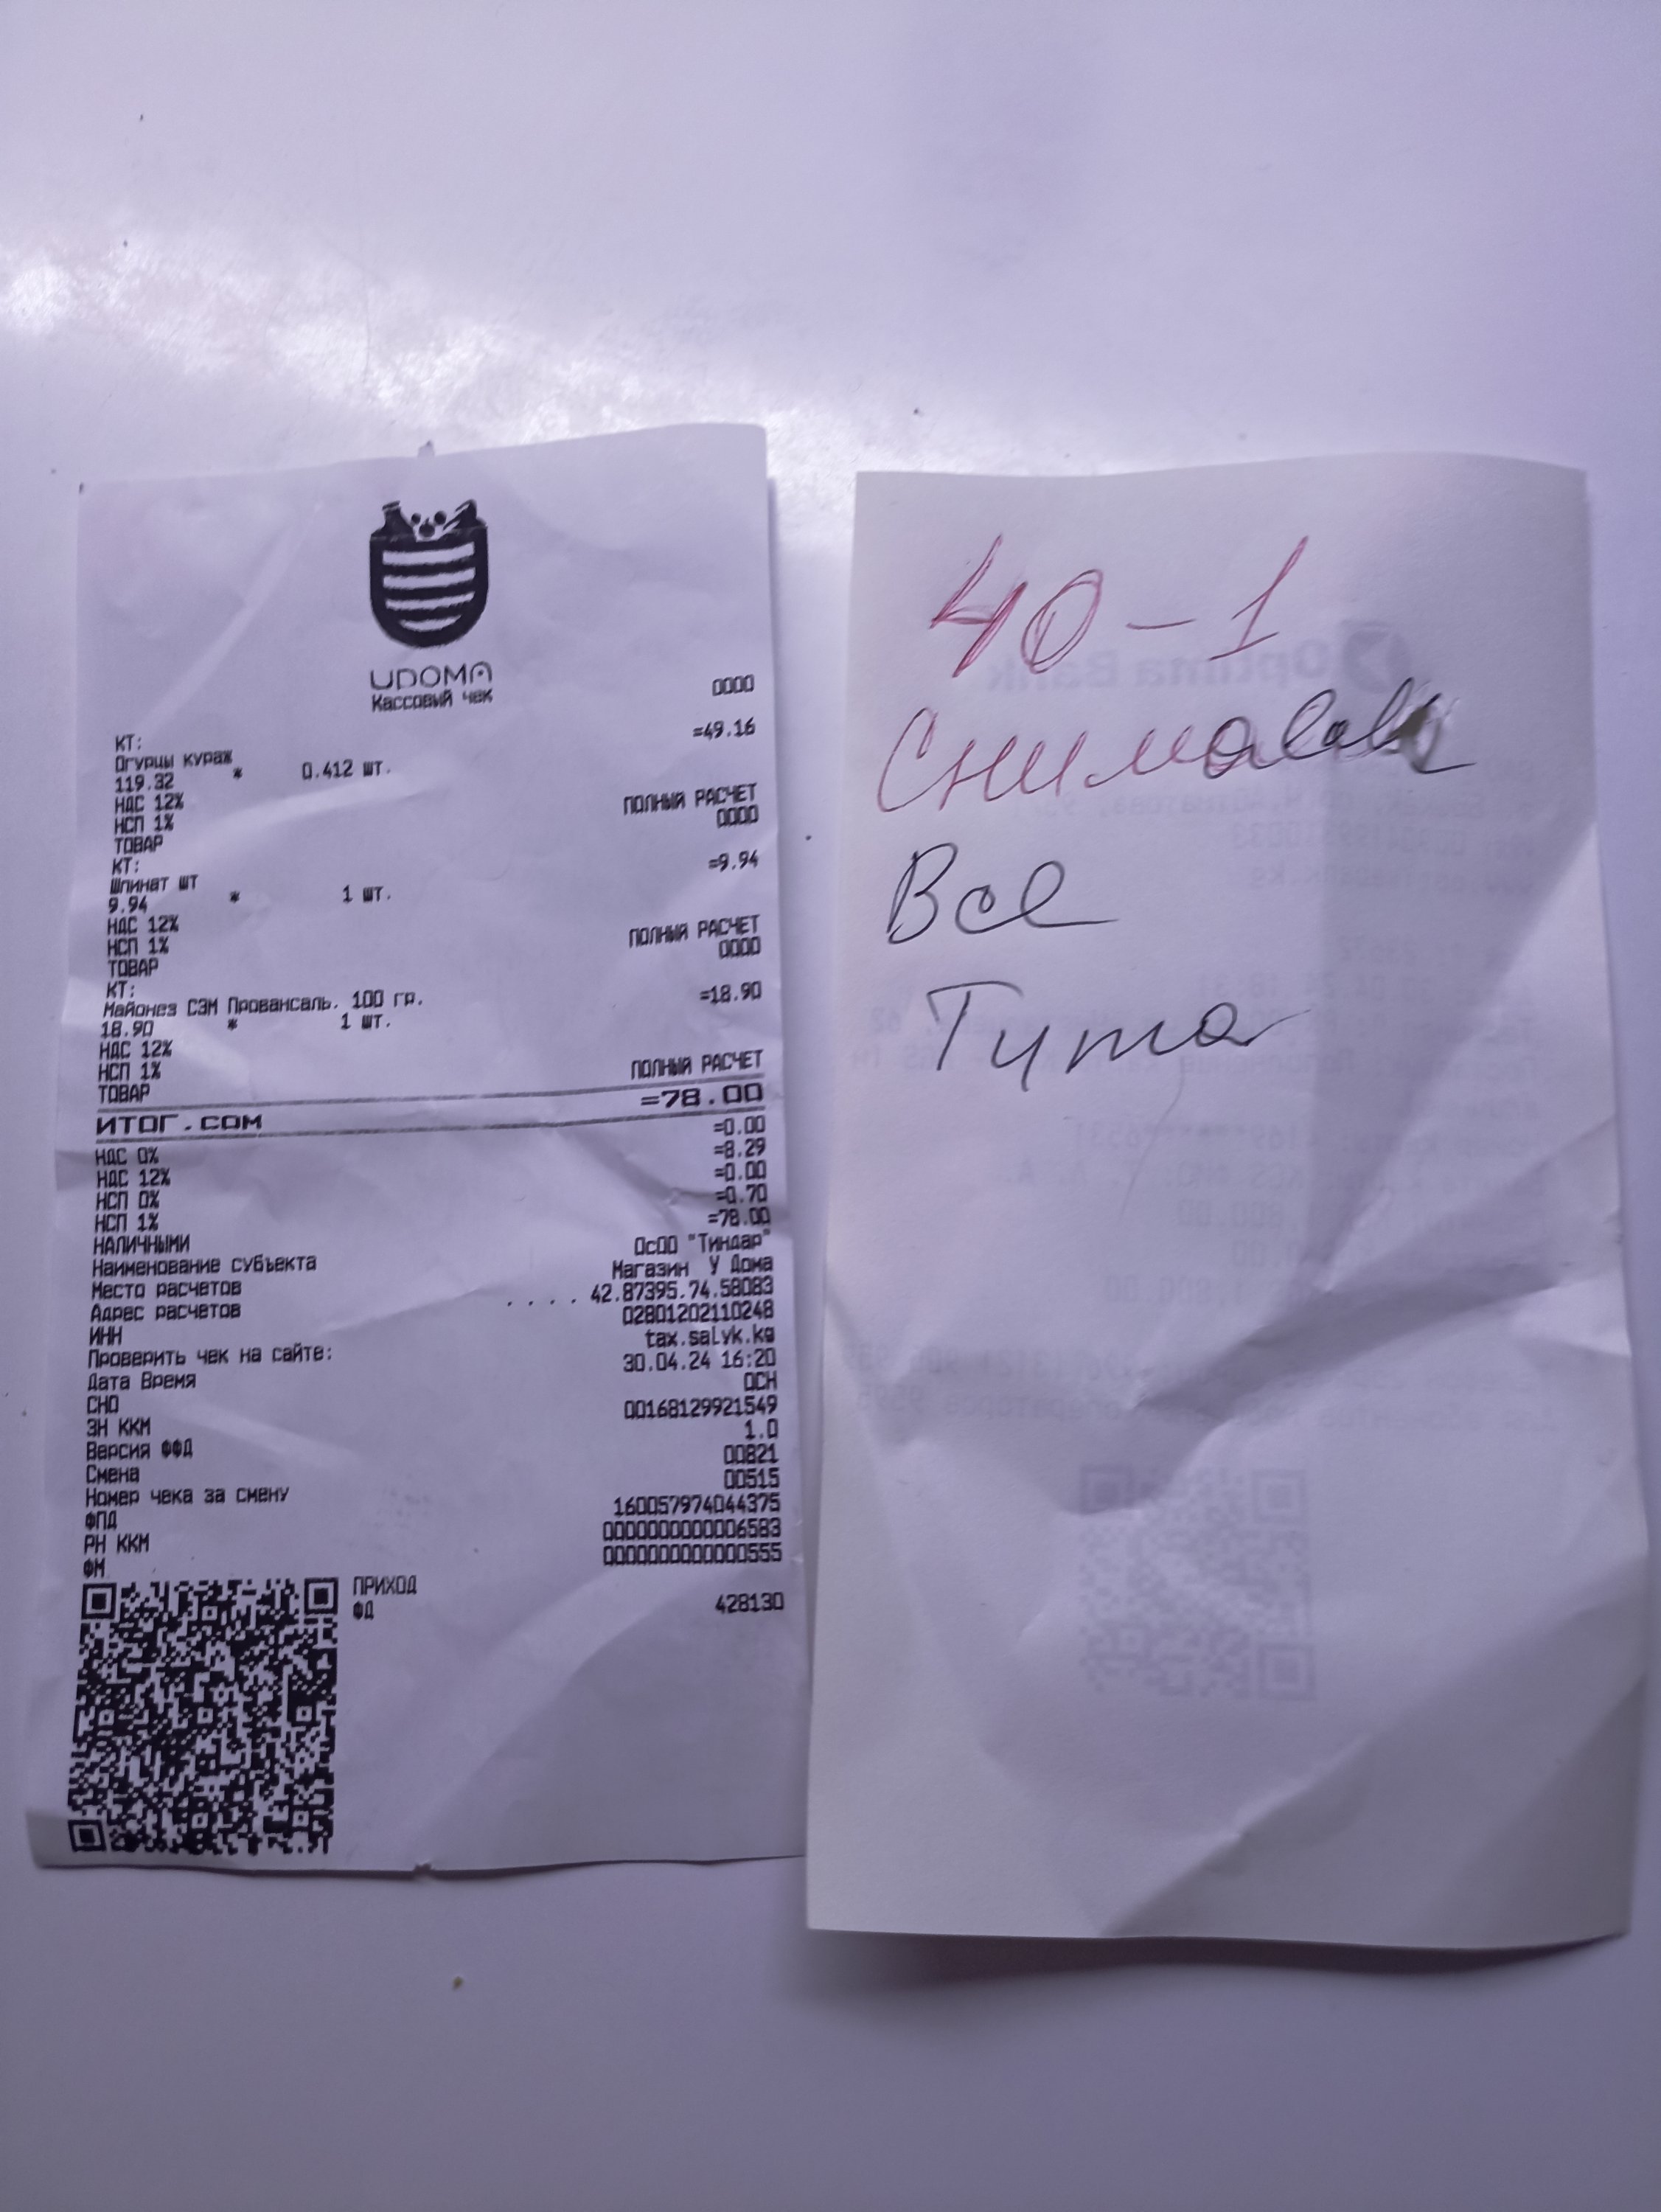 UDOMA
Кассовый чек
0000
КТ: =49.16
Огурцы кураж
119.32 * 0.412 шт.
НДС 12%
НСП 1% ПОЛНЫЙ РАСЧЕТ
ТОВАР 0000
КТ: =9.94
Шпинат шт
9.94 * 1 шт.
НДС 12%
НСП 1% ПОЛНЫЙ РАСЧЕТ
ТОВАР 0000
КТ: =18.90
Майонез СЭМ Провансаль. 100 гр.
18.90 * 1 шт.
НДС 12%
НСП 1% ПОЛНЫЙ РАСЧЕТ
ТОВАР
ИТОГ.СОМ =78.00
НДС 0% =0.00
НДС 12% =8.29
НСП 0% =0.00
НСП 1% =0.70
НАЛИЧНЫМИ =78.00
Наименование субъекта ОсОО "Тиндар"
Место расчетов Магазин У Дома
Адрес расчетов . . . . 42.87395.74.58083
ИНН 02801202110248
Проверить чек на сайте: tax.salyk.kg
Дата Время 30.04.24 16:20
СНО ОСН
ЗН ККМ 00168129921549
Версия ФФД 1.0
Смена 00821
Номер чека за смену 00515
ФПД 160057974044375
РН ККМ 0000000000006583
ФМ 0000000000000555
ПРИХОД
ФД 428130
40-1
Снимала
Все
Тута